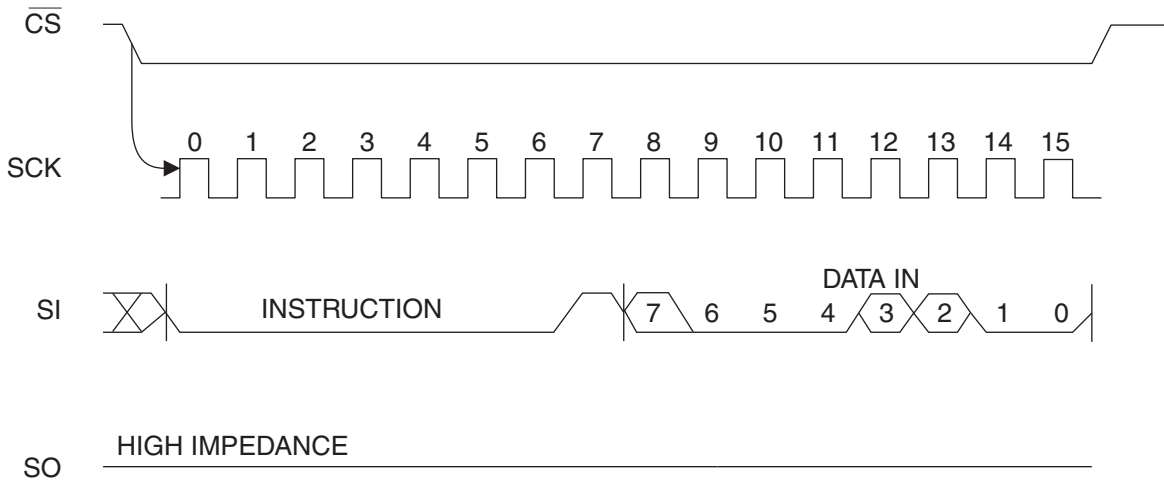 CS
0 1 2 3 4 5 6 7 8 9 10 11 12 13 14 15
SCK
DATA IN
SI INSTRUCTION 7 6 5 4 3 2 1 0
HIGH IMPEDANCE
SO